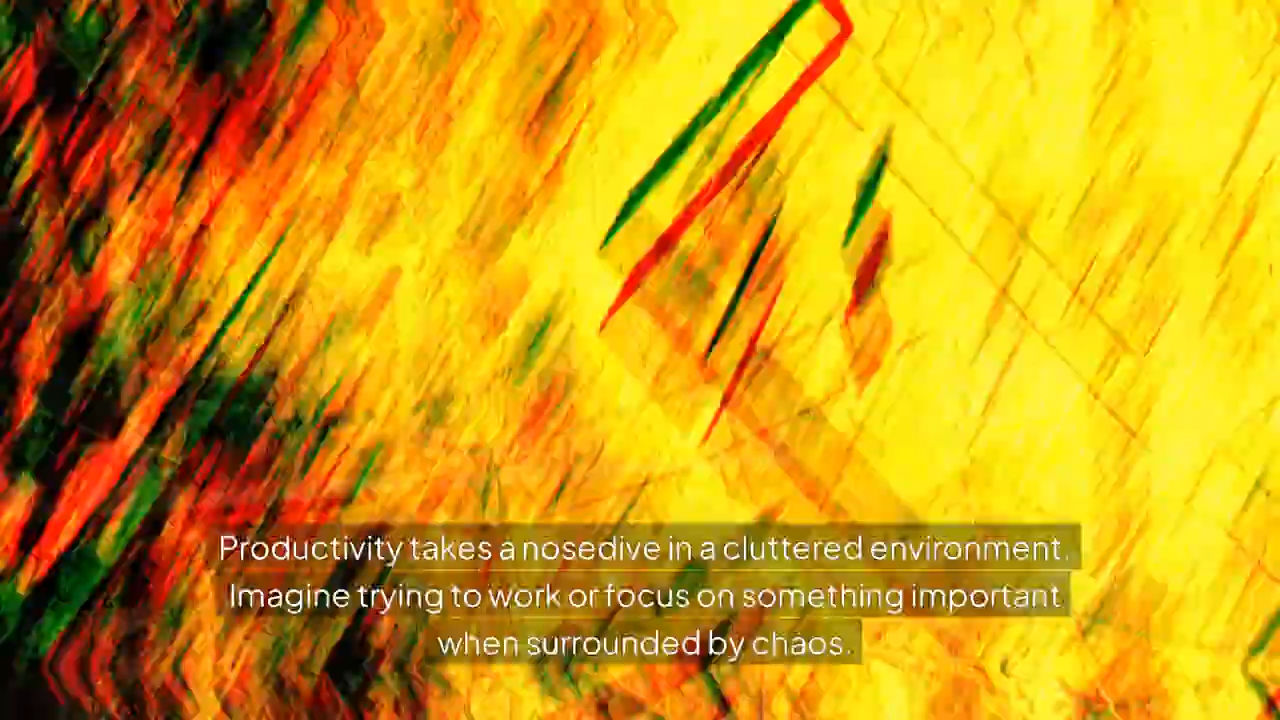 Productivity takes a nosedive in a cluttered environment.
Imagine trying to work or focus on something important
when surrounded by chaos.